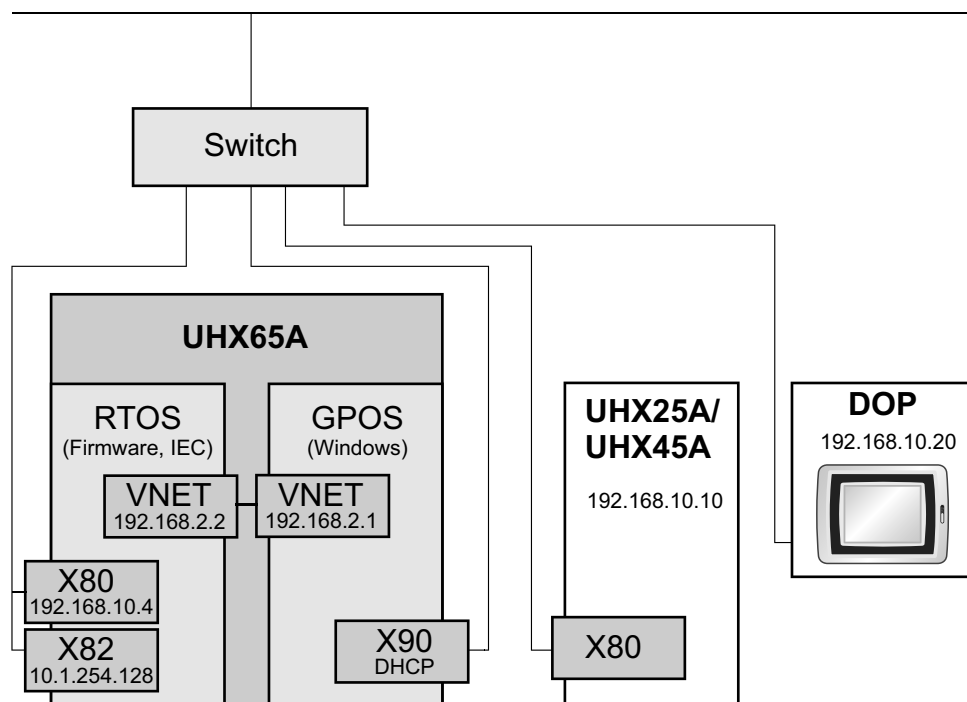 Switch
UHX65A
RTOS
(Firmware, IEC)
VNET
192.168.2.2
X80
192.168.10.4
X82
10.1.254.128
GPOS
(Windows)
VNET
192.168.2.1
X90
DHCP
UHX25A/
UHX45A
192.168.10.10
X80
DOP
192.168.10.20